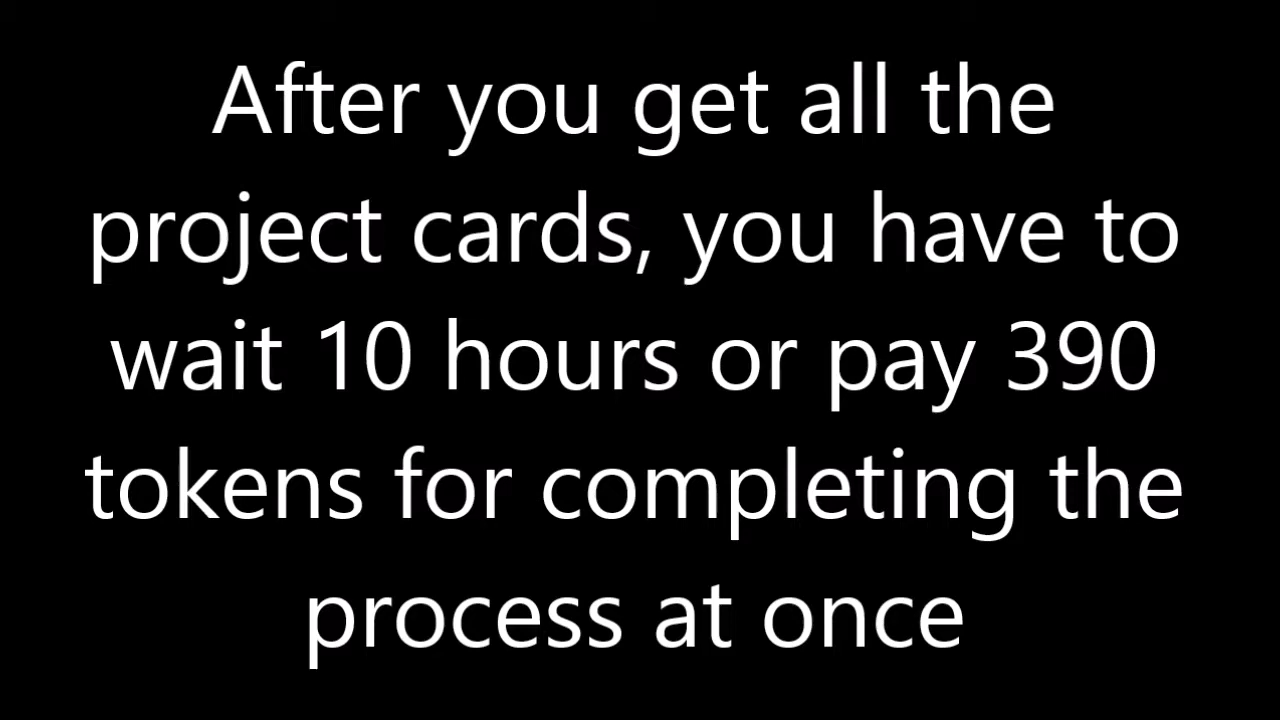 After you get all the
project cards, you have to
wait 10 hours or pay 390
tokens for completing the
process at once